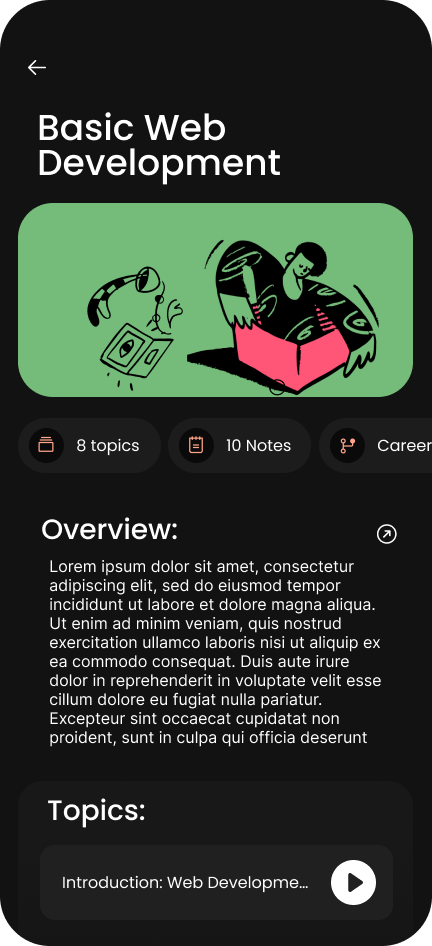 Basic Web
Development
8 topics
10 Notes
Career
Overview:
Lorem ipsum dolor sit amet, consectetur
adipiscing elit, sed do eiusmod tempor
incididunt ut labore et dolore magna aliqua.
Ut enim ad minim veniam, quis nostrud
exercitation ullamco laboris nisi ut aliquip ex
ea commodo consequat. Duis aute irure
dolor in reprehenderit in voluptate velit esse
cillum dolore eu fugiat nulla pariatur.
Excepteur sint occaecat cupidatat non
proident, sunt in culpa qui officia deserunt
Topics:
Introduction: Web Developme...